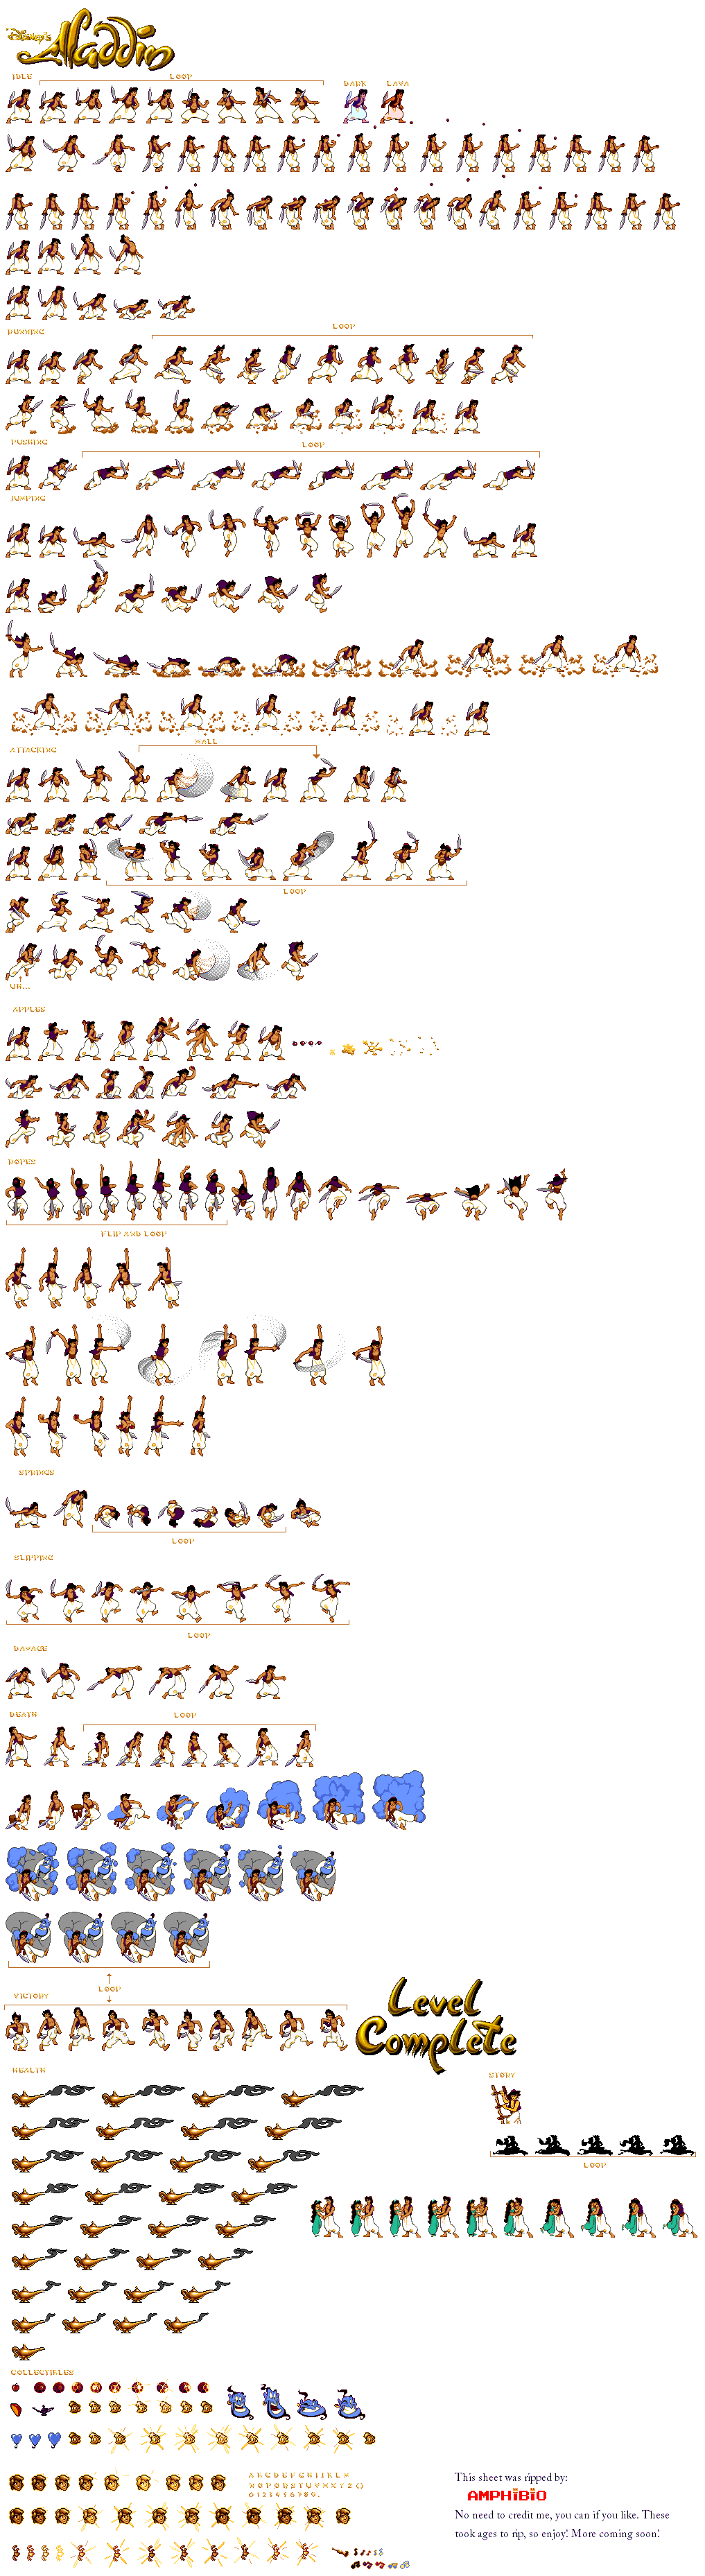 Disney's
Aladdin
IDLE
LOOP
DARK
LAVA
RUNNING
LOOP
PUSHING
LOOP
JUMPING
WALL
ATTACKING
LOOP
UH...
APPLES
ROPES
FLIP AND LOOP
SPRINGS
LOOP
SLIPPING
LOOP
DAMAGE
DEATH
LOOP
LOOP
VICTORY
Level
Complete
HEALTH
STORY
LOOP
COLLECTIBLES
A B C D E F G H I J K L M
N O P Q R S T U V W X Y Z ( )
0 1 2 3 4 5 6 7 8 9 .
This sheet was ripped by:
AMPHiBiO
No need to credit me, you can if you like. These
took ages to rip, so enjoy! More coming soon!